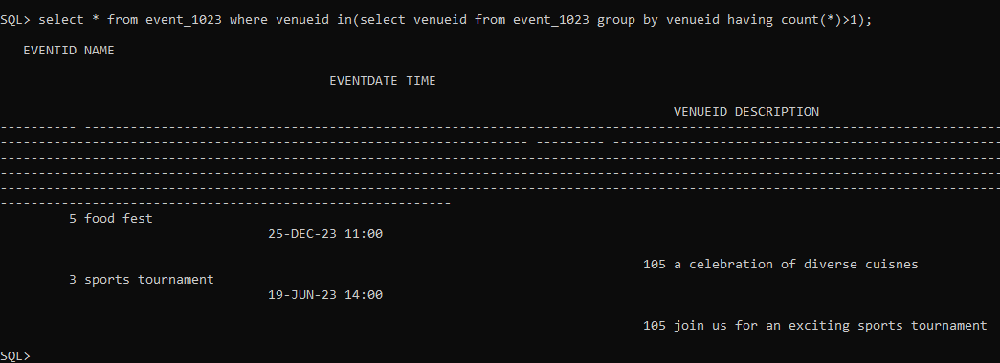 SQL> select * from event_1023 where venueid in(select venueid from event_1023 group by venueid having count(*)>1);
EVENTID NAME
EVENTDATE TIME
VENUEID DESCRIPTION
---------- ------------------------------------------------------------------------------------------------------------------------
--------------------------------------------------------------------- --------- ---------------------------------------------------
-----------------------------------------------------------------------------------------------------------------------------------
-----------------------------------------------------------------------------------------------------------------------------------
-----------------------------------------------------------------------------------------------------------------------------------
-----------------------------------------------------------
5 food fest
25-DEC-23 11:00
105 a celebration of diverse cuisnes
3 sports tournament
19-JUN-23 14:00
105 join us for an exciting sports tournament
SQL>